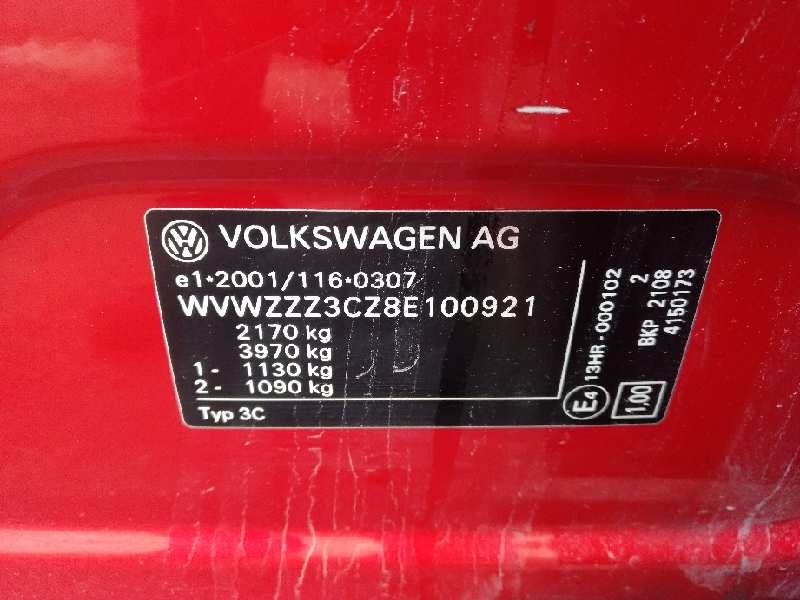 VOLKSWAGEN AG
e1*2001/116*0307
WVWZZZ3CZ8E100921
2170 kg
3970 kg
1 - 1130 kg
2 - 1090 kg
Typ 3C
E4 13HR - 000102
1,00
BKP 2108
2
4150173